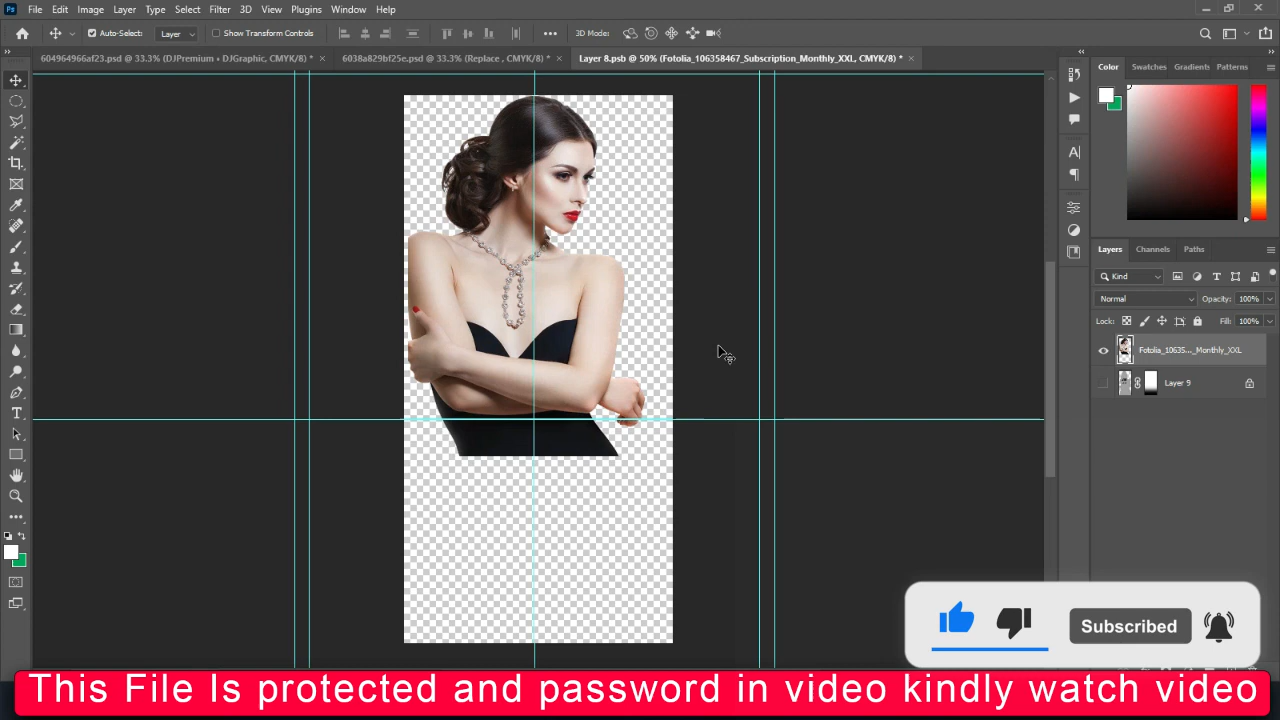 Ps File Edit Image Layer Type Select Filter 3D View Plugins Window Help
Auto-Select: Layer Show Transform Controls 3D Mode:
604964966af23.psd @ 33.3% (DJPremium • DJGraphic, CMYK/8) * × 6038a829bf25e.psd @ 33.3% (Replace , CMYK/8) * × Layer 8.psb @ 50% (Fotolia_106358467_Subscription_Monthly_XXL, CMYK/8) * ×
Color Swatches Gradients Patterns
Layers Channels Paths
Kind
Normal Opacity: 100%
Lock: Fill: 100%
Fotolia_10635..._Monthly_XXL
Layer 9
Subscribed
This File Is protected and password in video kindly watch video